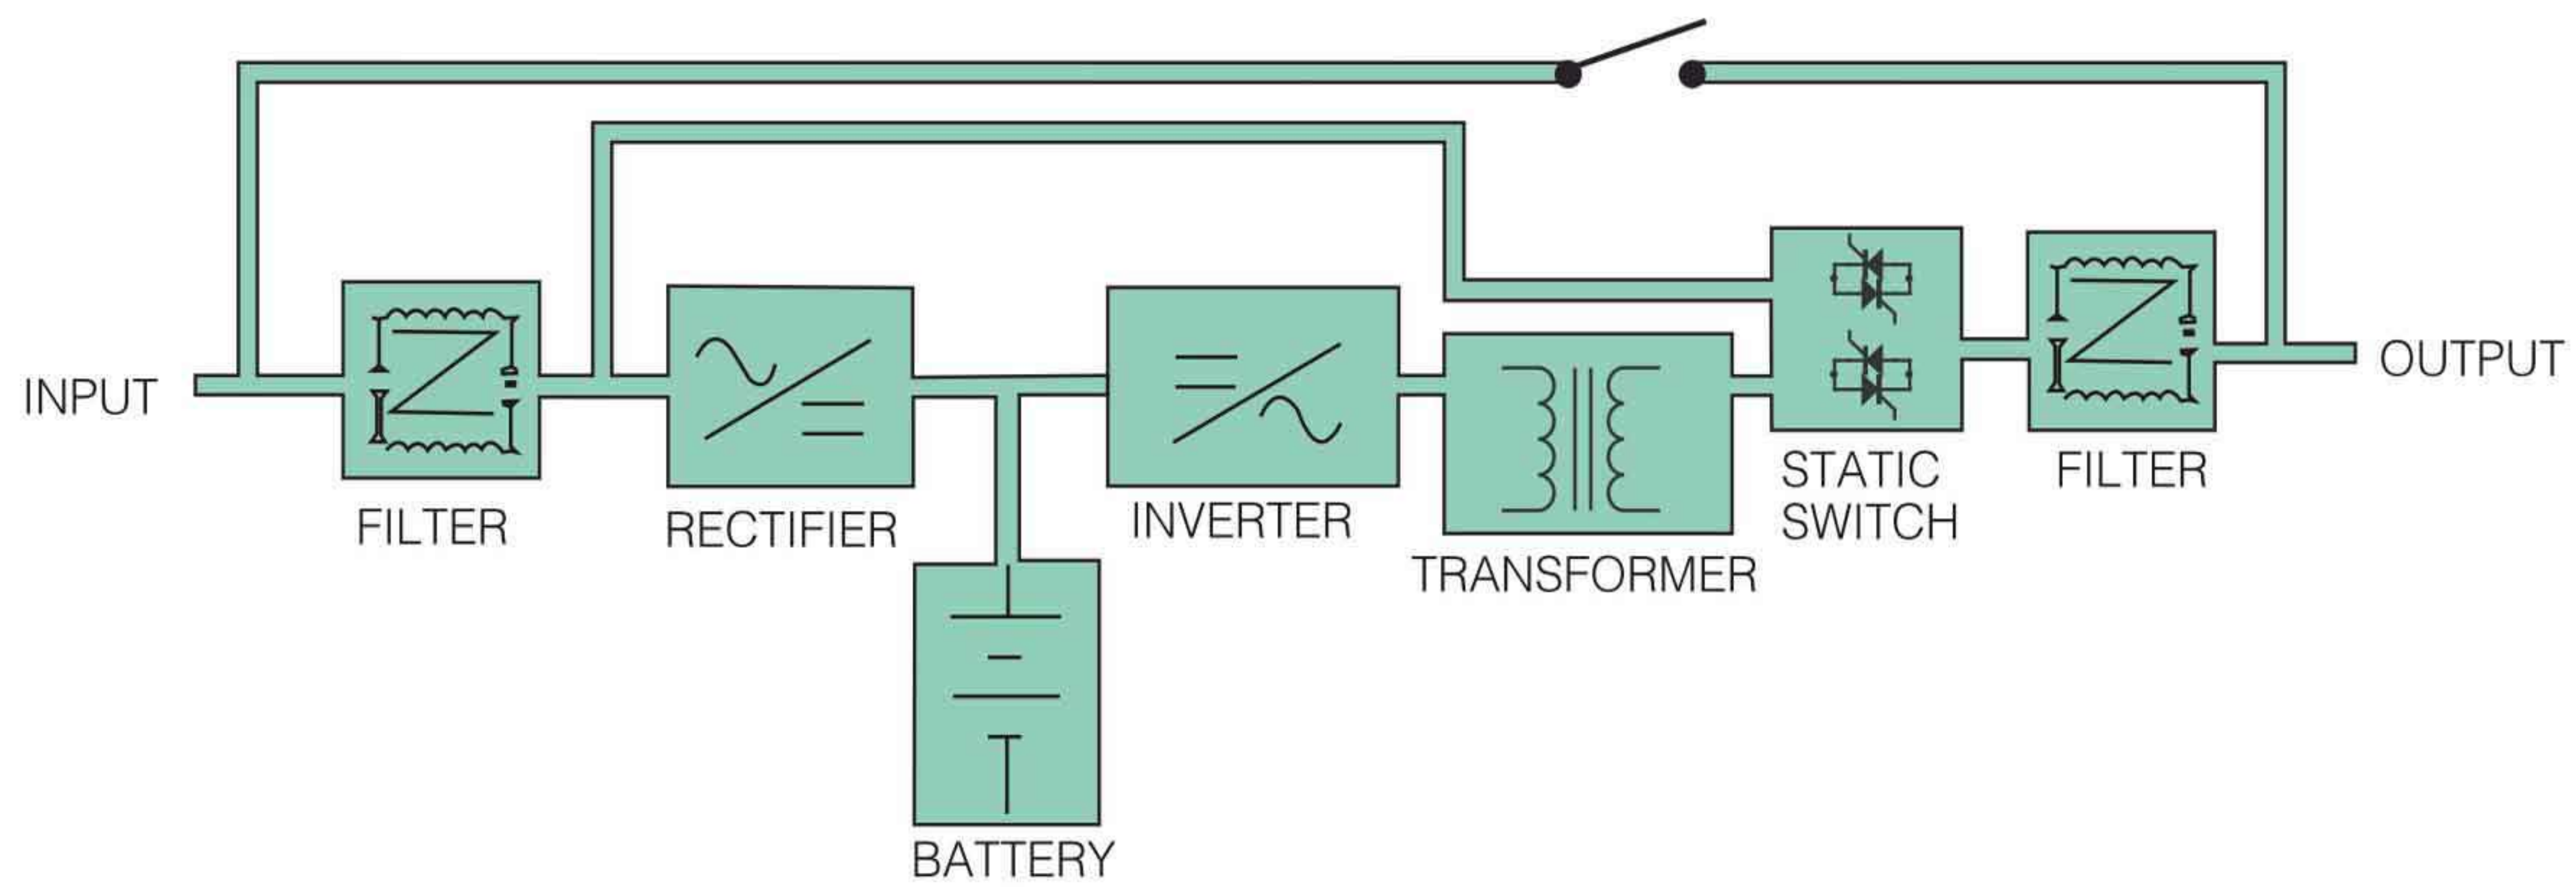 INPUT
FILTER
RECTIFIER
BATTERY
INVERTER
TRANSFORMER
STATIC
SWITCH
FILTER
OUTPUT